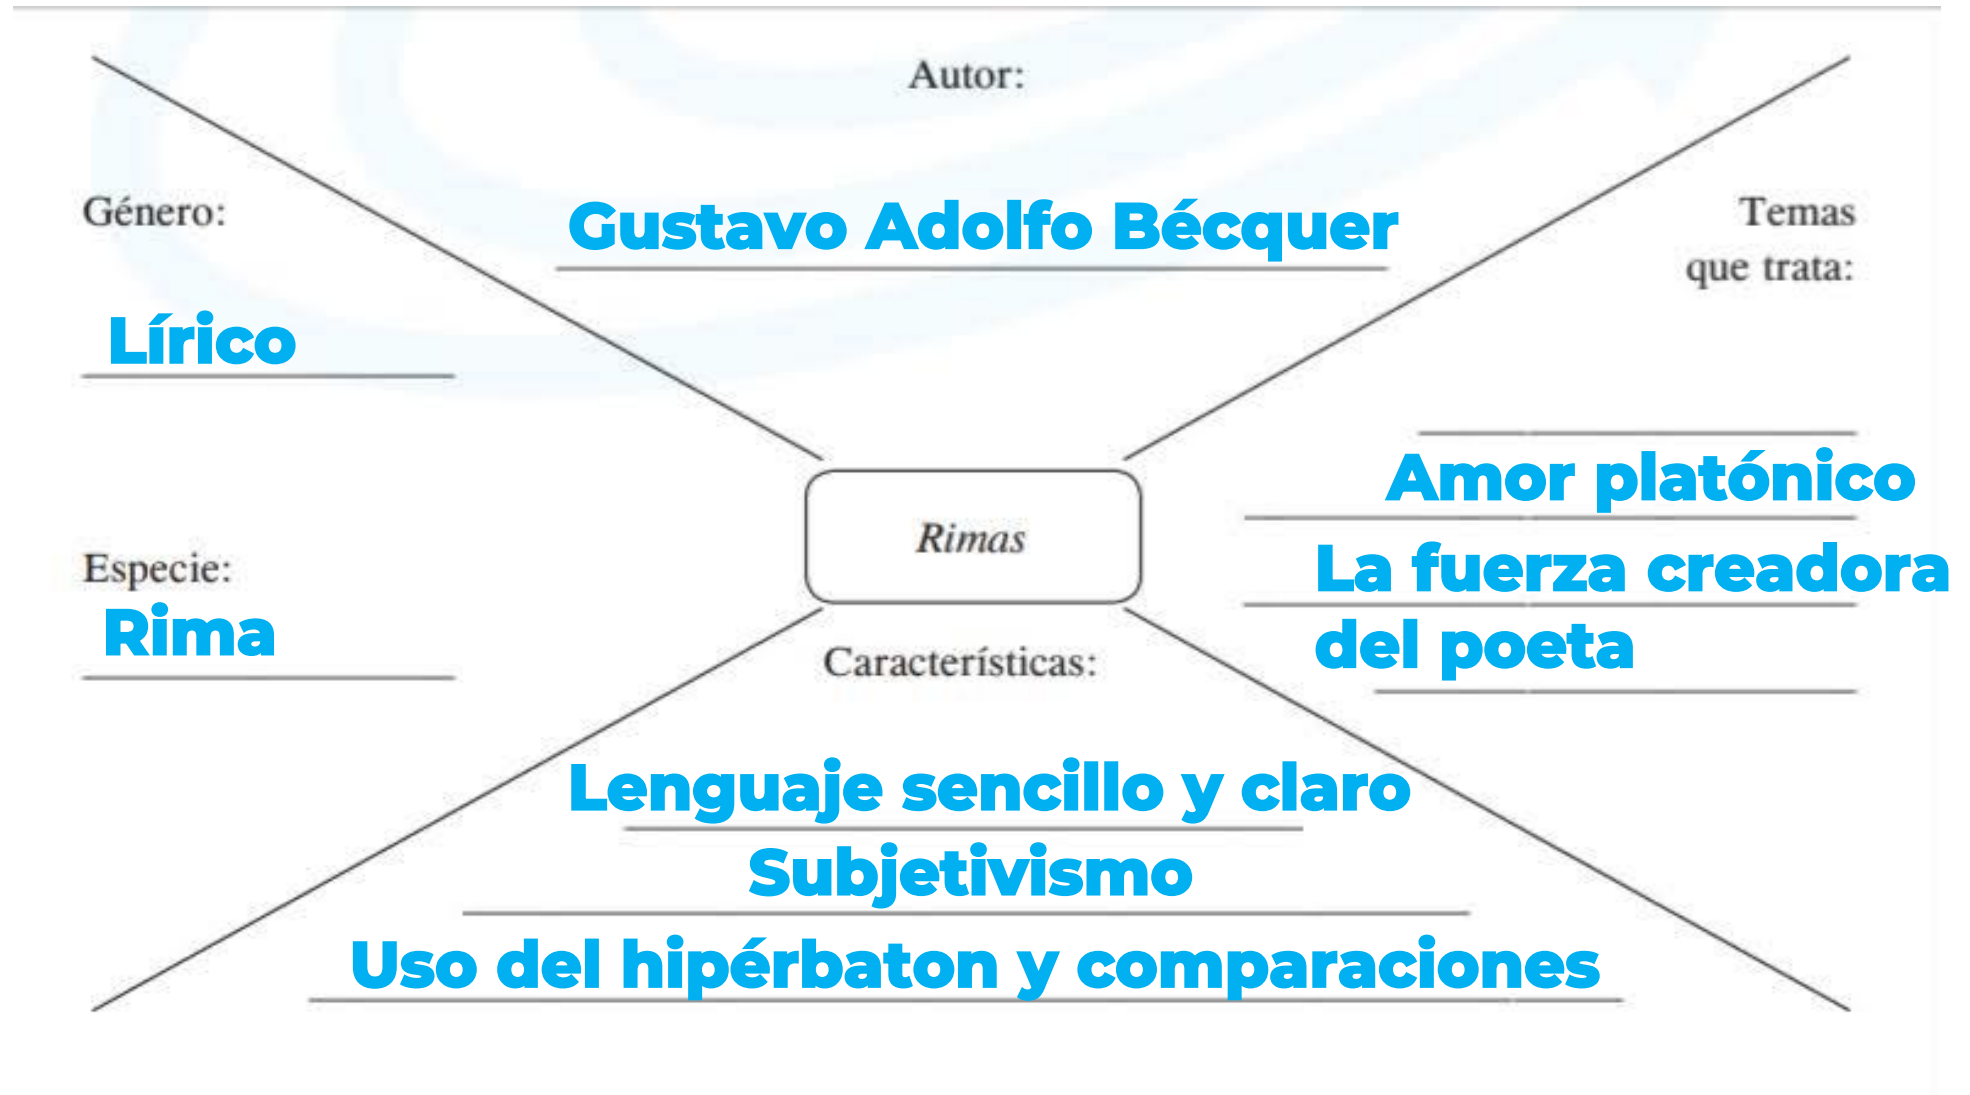 Autor:
Gustavo Adolfo Bécquer
Género:
Lírico
Especie:
Rima
Rimas
Temas
que trata:
Amor platónico
La fuerza creadora
del poeta
Características:
Lenguaje sencillo y claro
Subjetivismo
Uso del hipérbaton y comparaciones